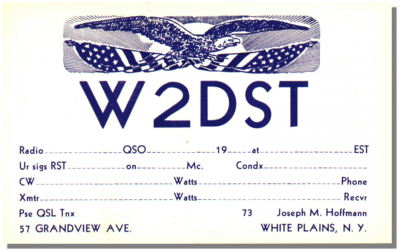 W2DST
Radio QSO 19 at EST
Ur sigs RST on Mc. Condx
CW Watts Phone
Xmtr Watts Recvr
Pse QSL Tnx 73 Joseph M. Hoffmann
57 GRANDVIEW AVE. WHITE PLAINS, N. Y.